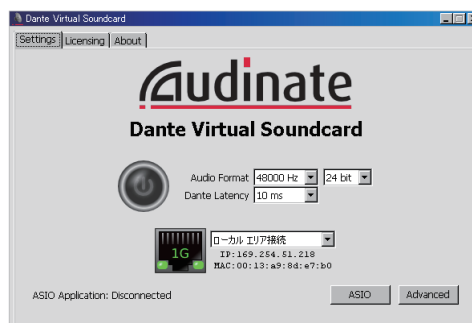 Dante Virtual Soundcard
Settings Licensing About
Audinate
Dante Virtual Soundcard
Audio Format 48000 Hz 24 bit
Dante Latency 10 ms
1G
ローカル エリア接続
IP:169.254.51.218
MAC:00:13:a9:8d:e7:b0
ASIO Application: Disconnected
ASIO Advanced